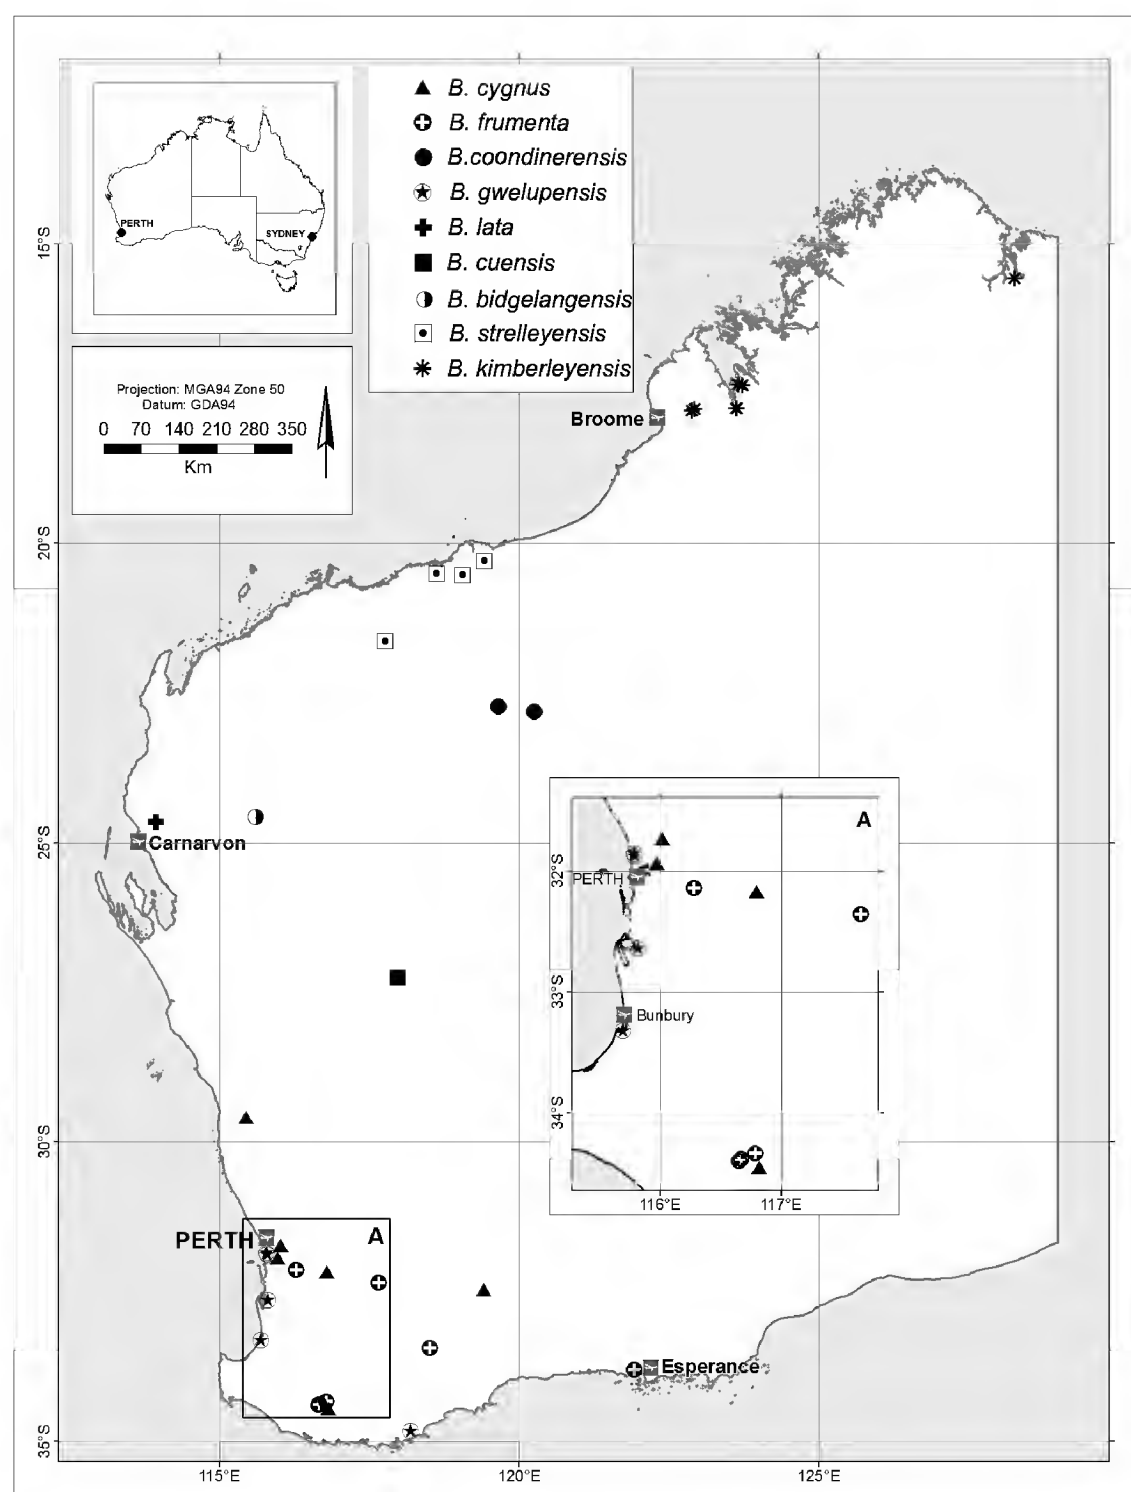 B. cygnus
B. frumenta
B.coondinerensis
B. gwelupensis
B. lata
B. cuensis
B. bidgelangensis
B. strelleyensis
B. kimberleyensis
PERTH
SYDNEY
Projection: MGA94 Zone 50
Datum: GDA94
0 70 140 210 280 350
Km
15°S
20°S
25°S
30°S
35°S
115°E
120°E
125°E
Broome
Carnarvon
PERTH
A
Esperance
A
PERTH
Bunbury
32°S
33°S
34°S
116°E
117°E